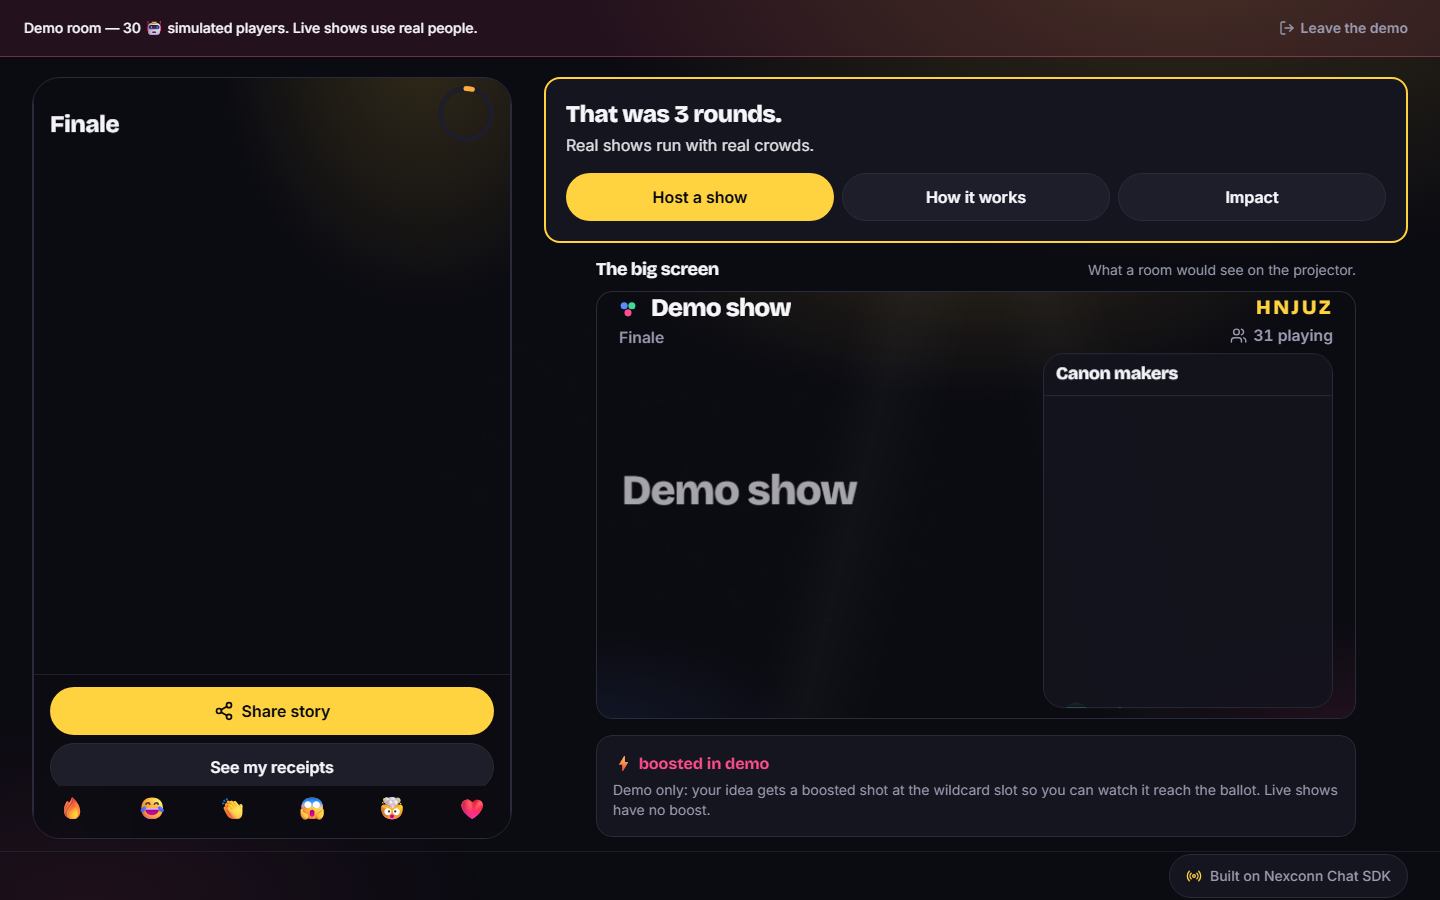 Demo room — 30 🤖 simulated players. Live shows use real people.
Leave the demo
Finale
That was 3 rounds.
Real shows run with real crowds.
Host a show
How it works
Impact
The big screen
What a room would see on the projector.
Demo show
HNJUZ
Finale
31 playing
Canon makers
Demo show
Share story
See my receipts
boosted in demo
Demo only: your idea gets a boosted shot at the wildcard slot so you can watch it reach the ballot. Live shows
have no boost.
Built on Nexconn Chat SDK